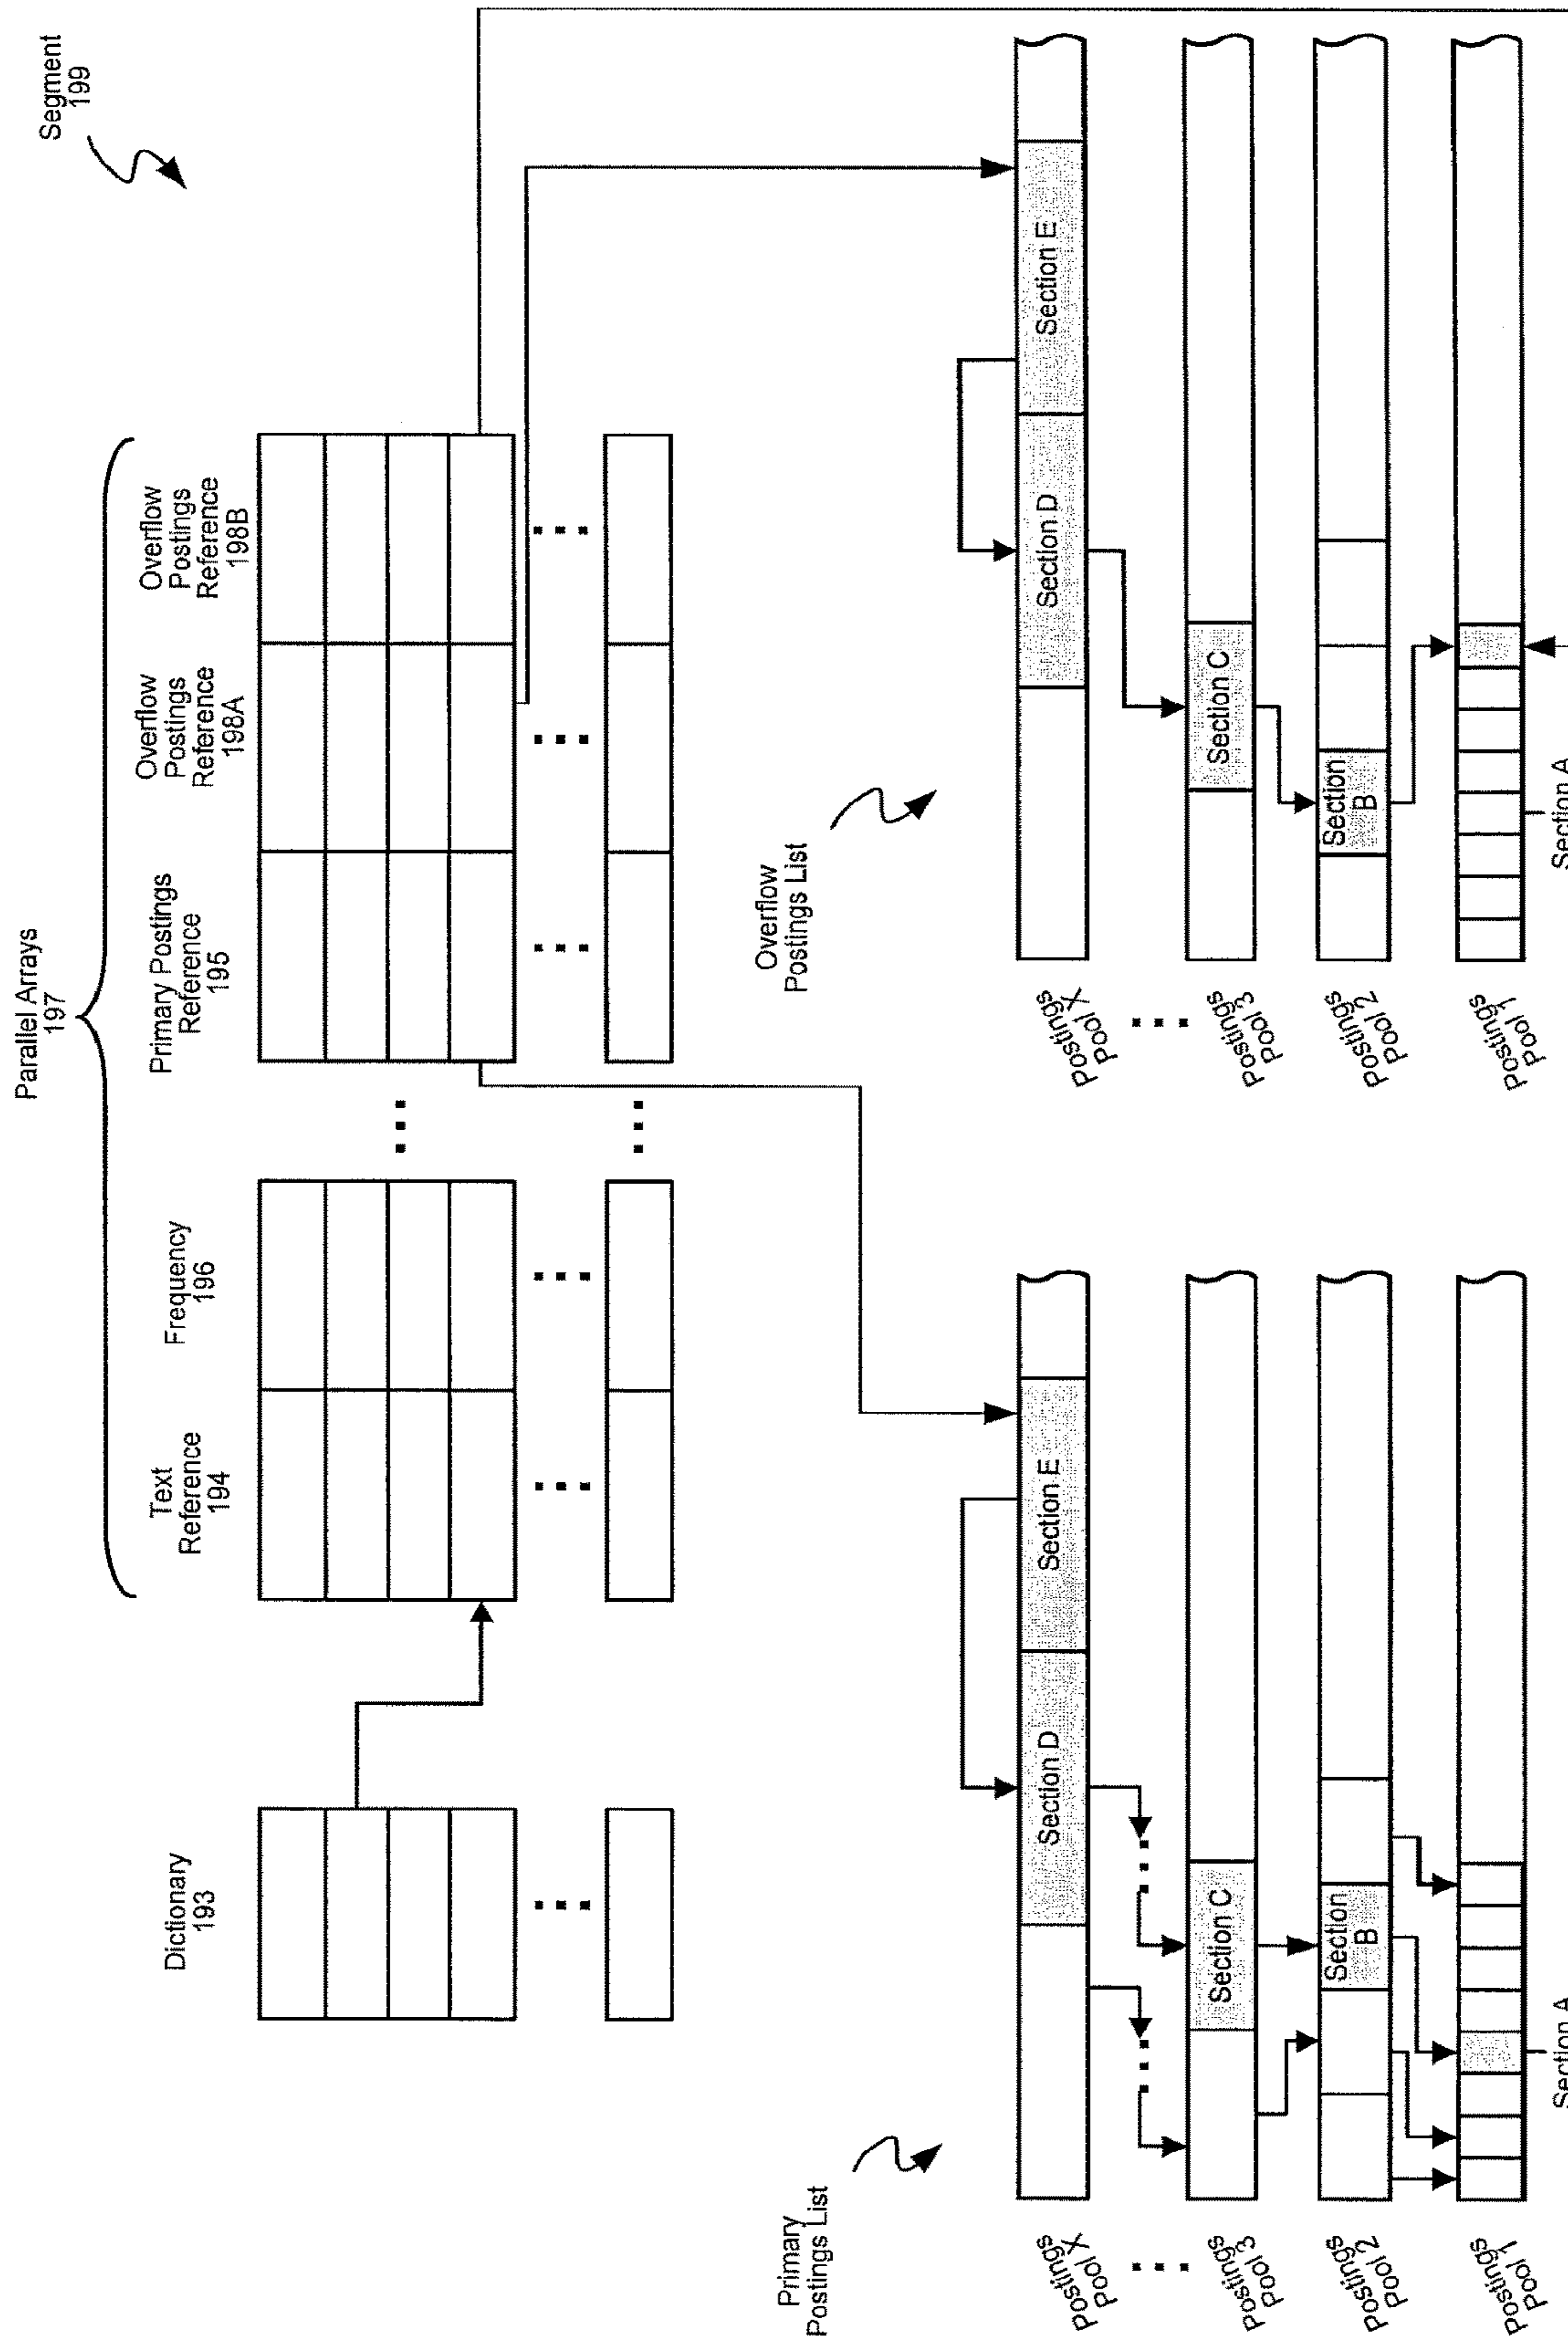 Segment
199
Parallel Arrays
197
Dictionary
193
Text
Reference
194
Frequency
196
Primary Postings
Reference
195
Overflow
Postings
Reference
198A
Overflow
Postings
Reference
198B
Primary
Postings List
Postings
Pool X
Section D
Section E
Postings
Pool 3
Section C
Postings
Pool 2
Section
B
Postings
Pool 1
Section A
Overflow
Postings List
Postings
Pool X
Section D
Section E
Postings
Pool 3
Section C
Postings
Pool 2
Section
B
Postings
Pool 1
Section A